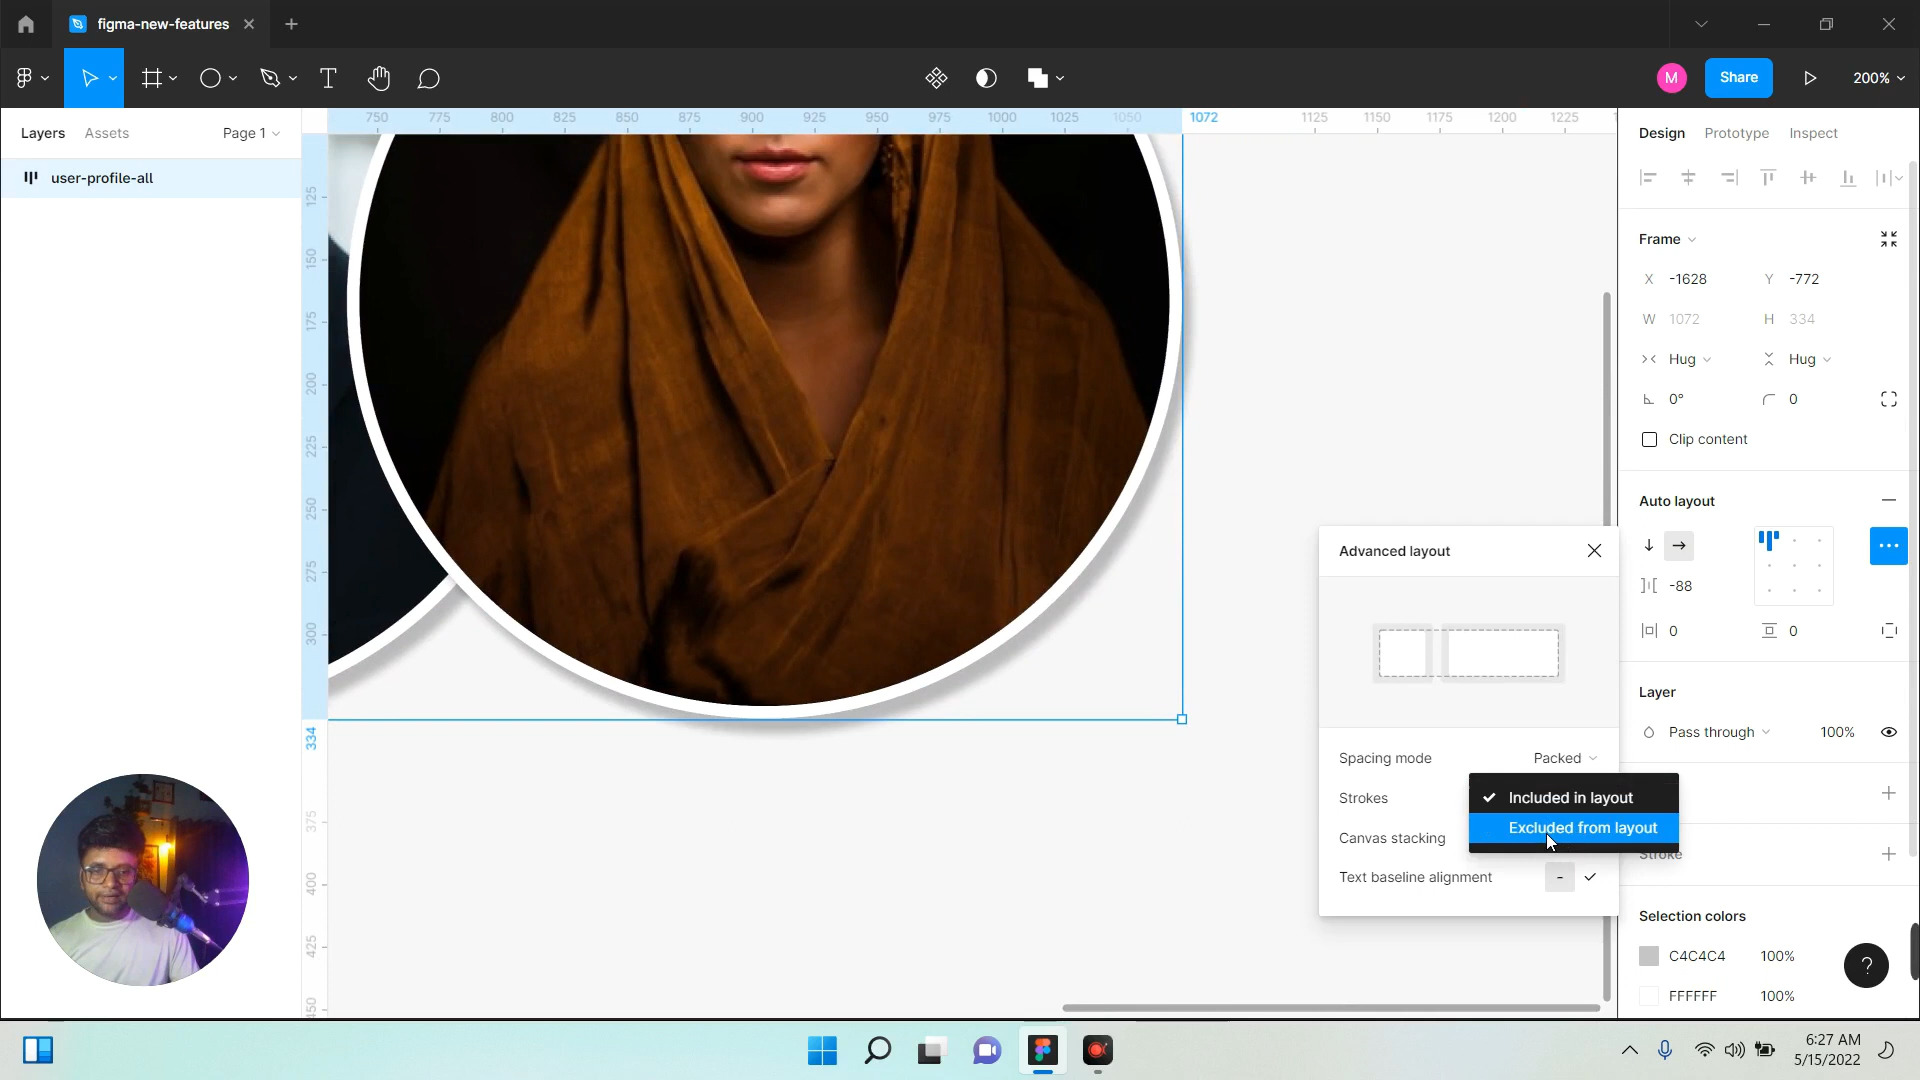 figma-new-features
M
Share
200%
Layers
Assets
Page 1
750 775 800 825 850 875 900 925 950 975 1000 1025 1050 1072 1125 1150 1175 1200 1225
Design
Prototype
Inspect
user-profile-all
125
150
175
200
225
250
275
300
334
375
400
425
450
Frame
X -1628
Y -772
W 1072
H 334
Hug
Hug
0°
0
Clip content
Auto layout
-88
0
0
Advanced layout
Spacing mode
Packed
Strokes
Included in layout
Excluded from layout
Canvas stacking
Text baseline alignment
-
Layer
Pass through
100%
Stroke
Selection colors
C4C4C4 100%
FFFFFF 100%
?
6:27 AM
5/15/2022